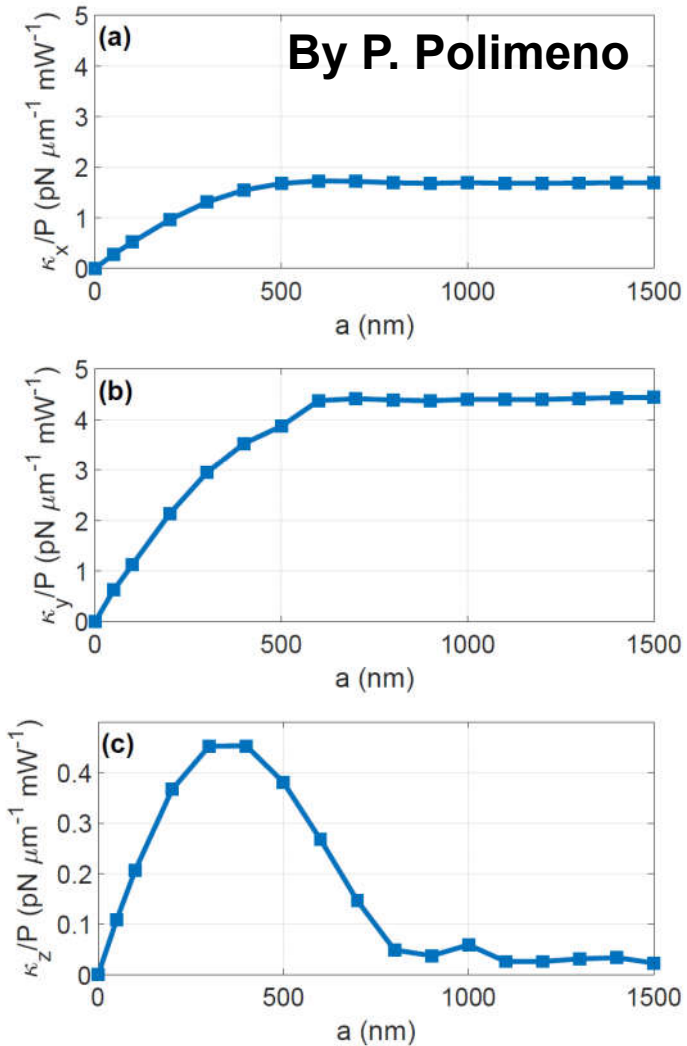 By P. Polimeno
(a)
5
4
3
2
1
0
κx/P (pN μm⁻¹ mW⁻¹)
0 500 1000 1500
a (nm)
(b)
5
4
3
2
1
0
κy/P (pN μm⁻¹ mW⁻¹)
0 500 1000 1500
a (nm)
(c)
0.4
0.3
0.2
0.1
0
κz/P (pN μm⁻¹ mW⁻¹)
0 500 1000 1500
a (nm)